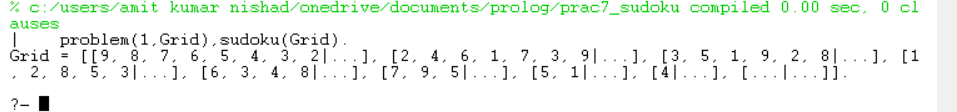 % c:/users/amit kumar nishad/onedrive/documents/prolog/prac7_sudoku compiled 0.00 sec, 0 cl
auses
|    problem(1,Grid),sudoku(Grid).
Grid = [[9, 8, 7, 6, 5, 4, 3, 2|...], [2, 4, 6, 1, 7, 3, 9|...], [3, 5, 1, 9, 2, 8|...], [1
, 2, 8, 5, 3|...], [6, 3, 4, 8|...], [7, 9, 5|...], [5, 1|...], [4|...], [...|...]].
?-